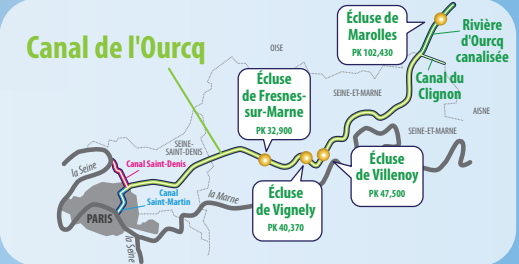 Canal de l'Ourcq
Écluse de
Marolles
PK 102,430
Rivière
d'Ourcq
canalisée
OISE
Canal du
Clignon
Écluse
de Fresnes-
sur-Marne
PK 32,900
SEINE-ET-MARNE
AISNE
SEINE-
SAINT-DENIS
SEINE-ET-MARNE
la Seine
Canal Saint-Denis
Écluse
de Villenoy
PK 47,500
Écluse
de Vignely
PK 40,370
Canal
Saint-Martin
la Marne
PARIS
la Seine